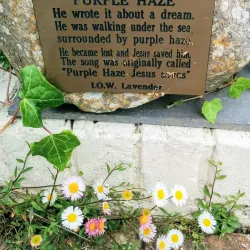 PURPLE HAZE
He wrote it about a dream.
He was walking under the sea,
surrounded by purple haze.
He became lost and Jesus saved him.
The song was originally called
"Purple Haze Jesus Saves"
I.O.W. Lavender